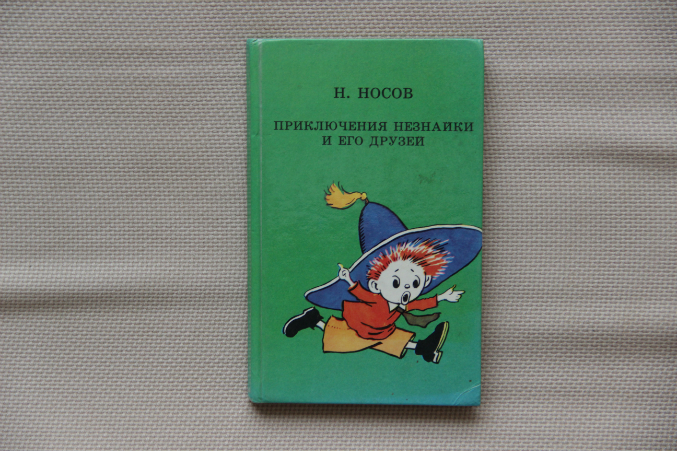 Н. НОСОВ
ПРИКЛЮЧЕНИЯ НЕЗНАЙКИ
И ЕГО ДРУЗЕЙ